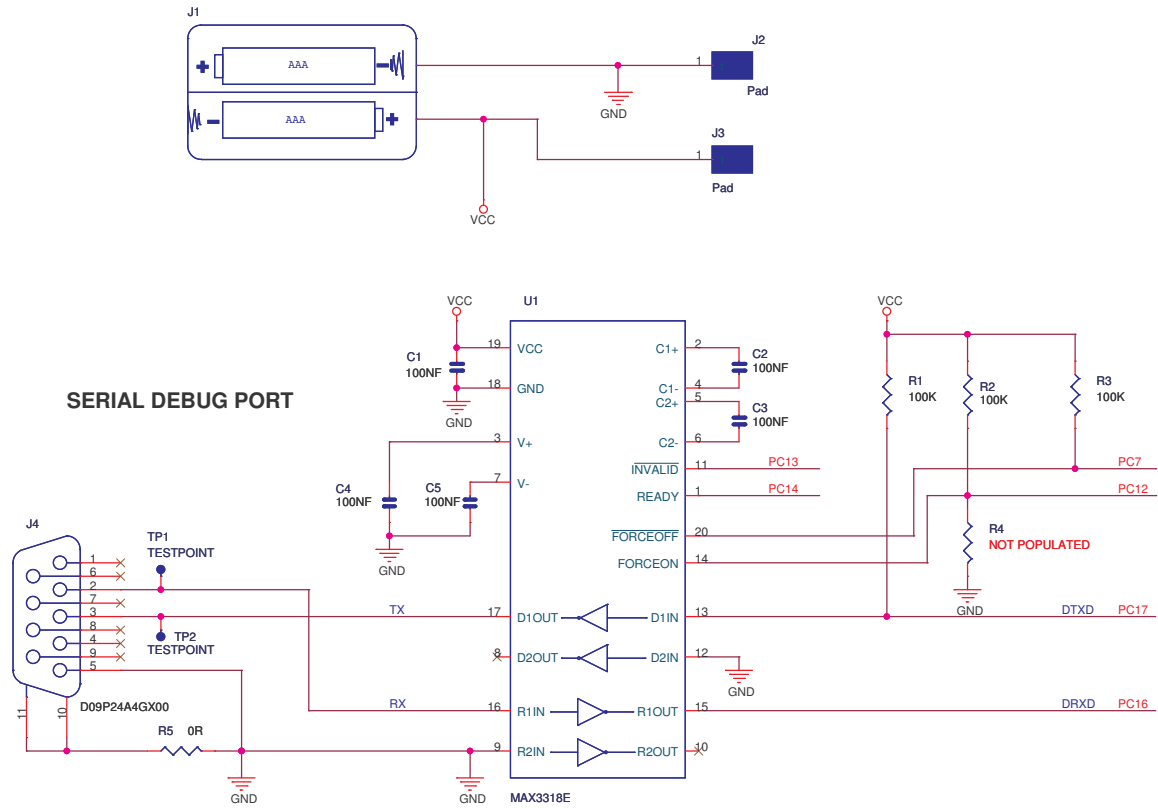 J1
J2
+ AAA -
1
Pad
GND
- AAA +
J3
1
Pad
VCC
VCC
U1
VCC
19 VCC
C1+ 2
C1
100NF
C2
100NF
R1
100K
R2
100K
R3
100K
18 GND
C1- 4
C2+ 5
GND
SERIAL DEBUG PORT
C3
100NF
3 V+
C2- 6
INVALID 11 PC13
PC7
7 V-
READY 1 PC14
PC12
C4
100NF
C5
100NF
R4
NOT POPULATED
FORCEOFF 20
FORCEON 14
GND
GND
J4
TP1
TESTPOINT
1
6
2
7
3
8
4
9
5
TX 17 D1OUT
D1IN 13
DTXD PC17
TP2
TESTPOINT
8 D2OUT
D2IN 12
GND
D09P24A4GX00
11
10
RX 16 R1IN
R1OUT 15
DRXD PC16
R5 0R
9 R2IN
R2OUT 10
GND
GND
MAX3318E